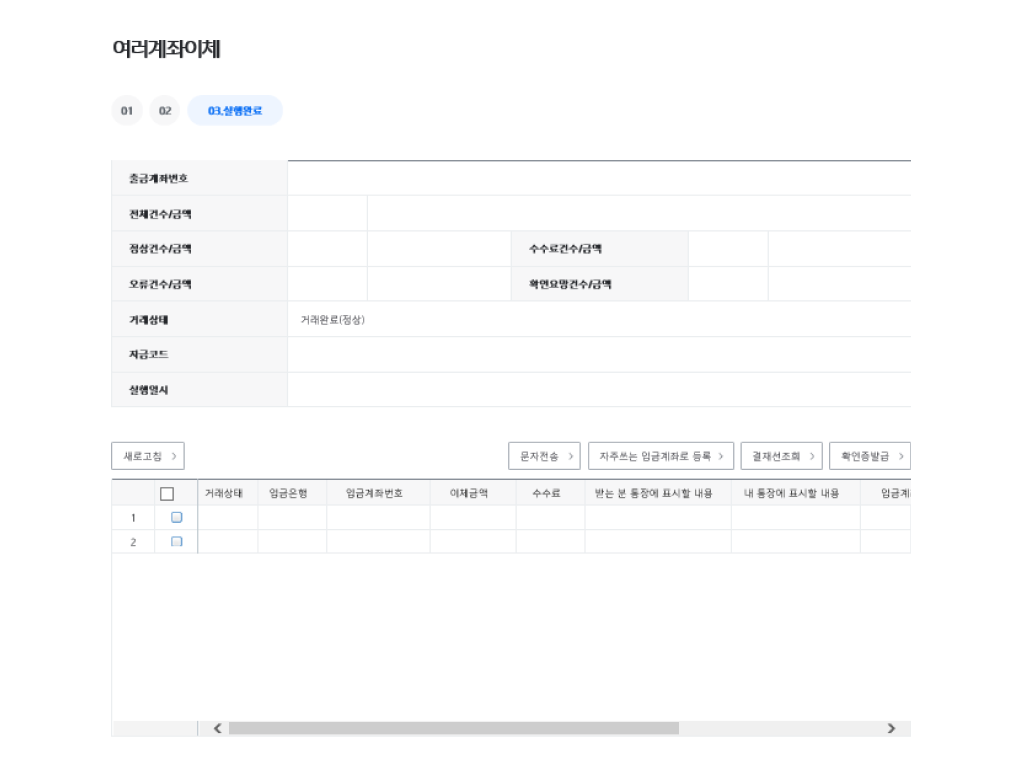 여러계좌이체
01 02 03.실행완료
출금계좌번호
전체건수/금액
정상건수/금액 수수료건수/금액
오류건수/금액 확인요망건수/금액
거래상태 거래완료(정상)
자금코드
실행일시
새로고침 문자전송 자주쓰는 입금계좌로 등록 결재선조회 확인증발급
거래상태 입금은행 입금계좌번호 이체금액 수수료 받는 분 통장에 표시할 내용 내 통장에 표시할 내용
1
2